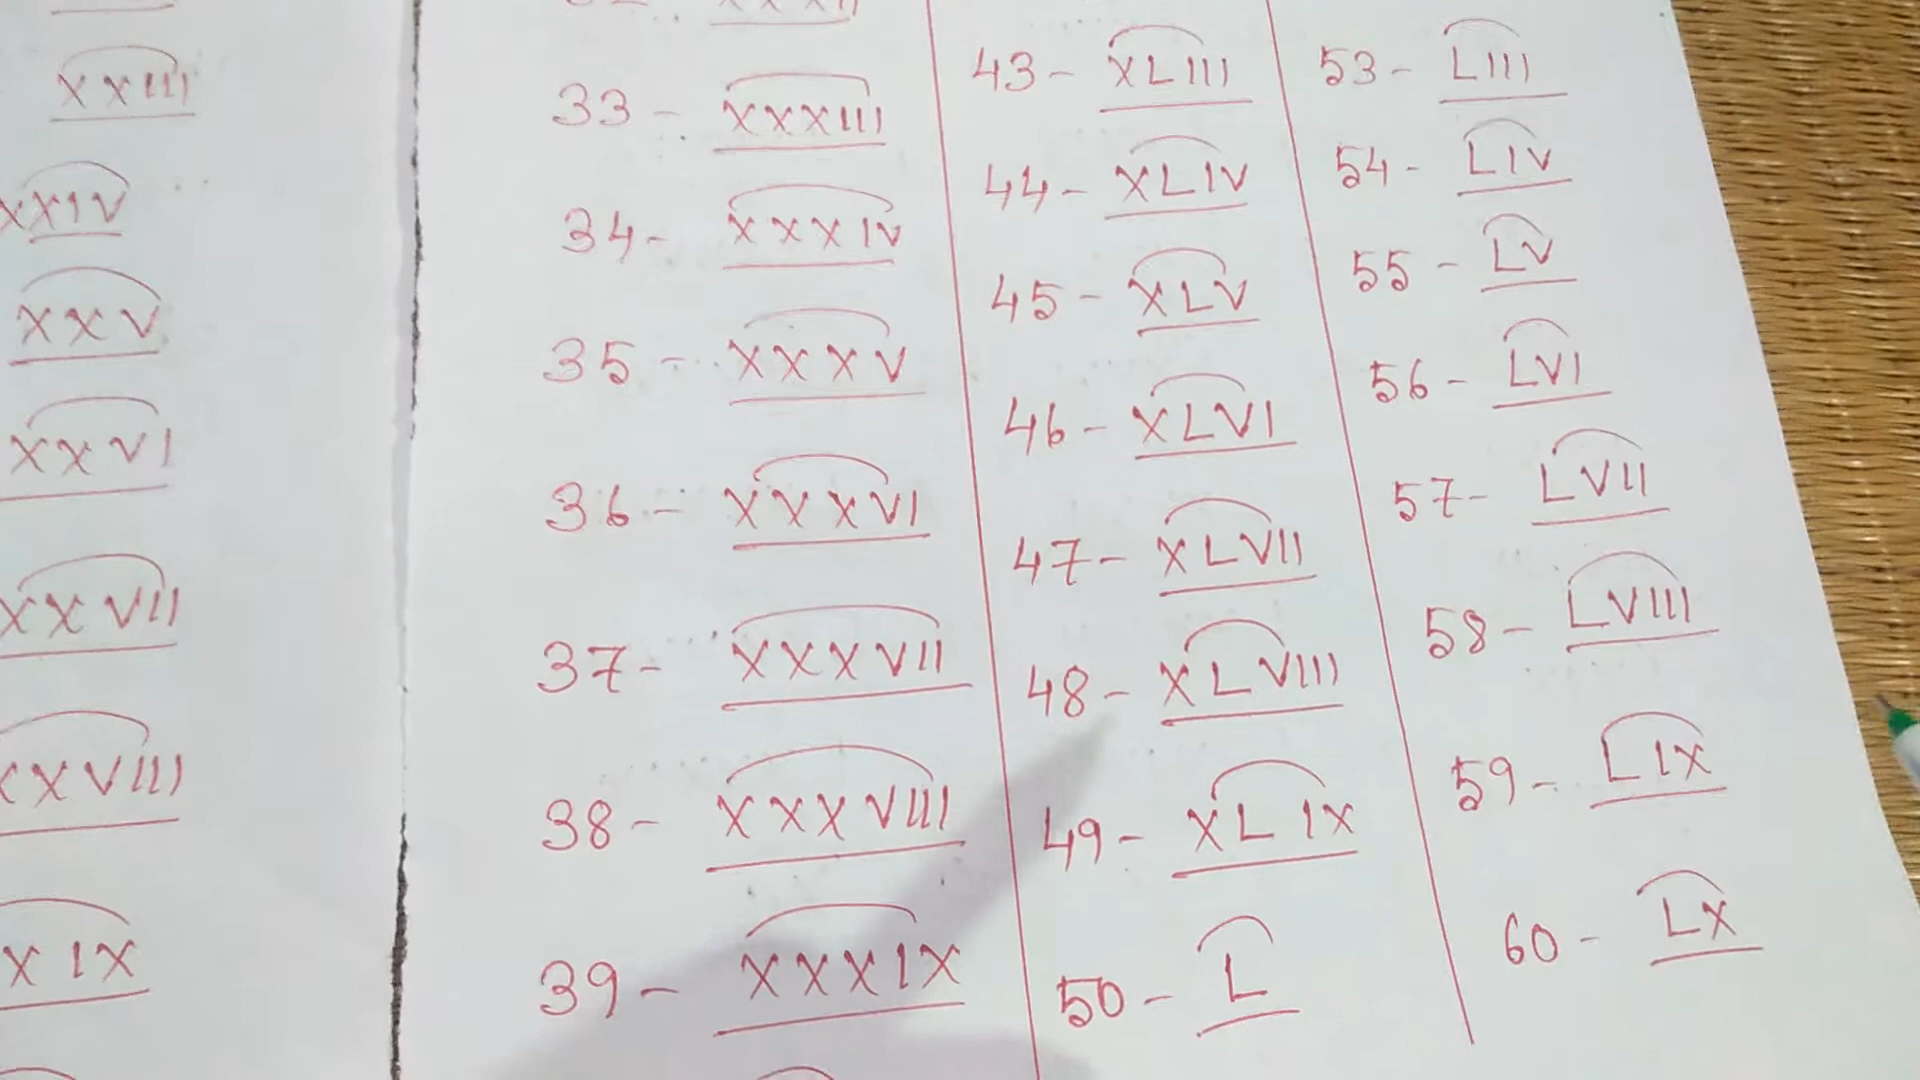 XXIII
XXIV
XXV
XXVI
XXVII
XXVIII
XIX
33 - XXXIII
34 - XXXIV
35 - XXXV
36 - XXXVI
37 - XXXVII
38 - XXXVIII
39 - XXXIX
43 - XLIII
44 - XLIV
45 - XLV
46 - XLVI
47 - XLVII
48 - XLVIII
49 - XLIX
50 - L
53 - LIII
54 - LIV
55 - LV
56 - LVI
57 - LVII
58 - LVIII
59 - LIX
60 - LX